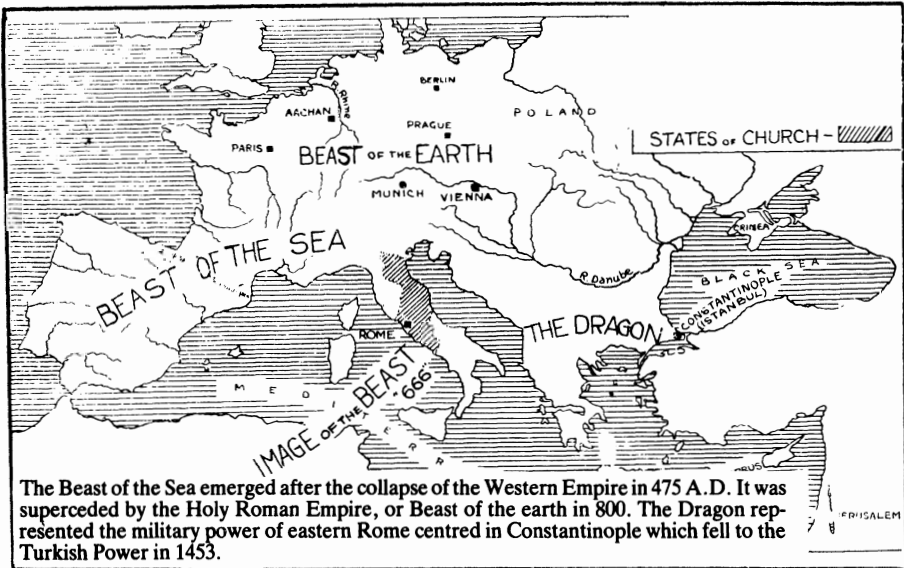 BERLIN
AACHAN
R. Rhine
POLAND
PRAGUE
STATES OF CHURCH -
PARIS
BEAST OF THE EARTH
MUNICH
VIENNA
CRIMEA
BEAST OF THE SEA
R. Danube
BLACK SEA
CONSTANTINOPLE
(ISTANBUL)
THE DRAGON
ROME
IMAGE OF THE BEAST
"666"
The Beast of the Sea emerged after the collapse of the Western Empire in 475 A.D. It was
superceded by the Holy Roman Empire, or Beast of the earth in 800. The Dragon rep-
resented the military power of eastern Rome centred in Constantinople which fell to the
Turkish Power in 1453.